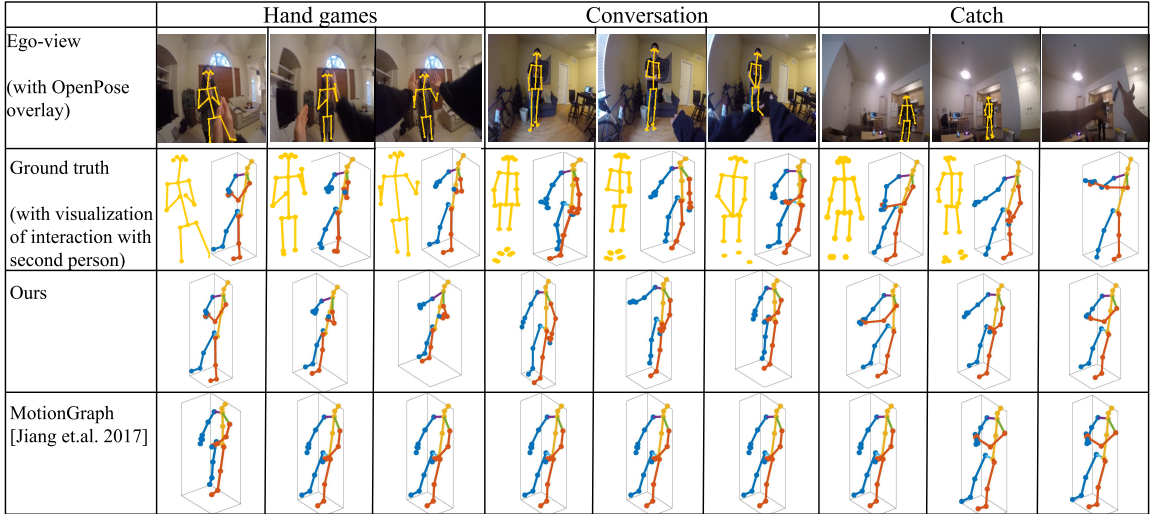 Hand games
Conversation
Catch
Ego-view
(with OpenPose
overlay)
Ground truth
(with visualization
of interaction with
second person)
Ours
MotionGraph
[Jiang et.al. 2017]